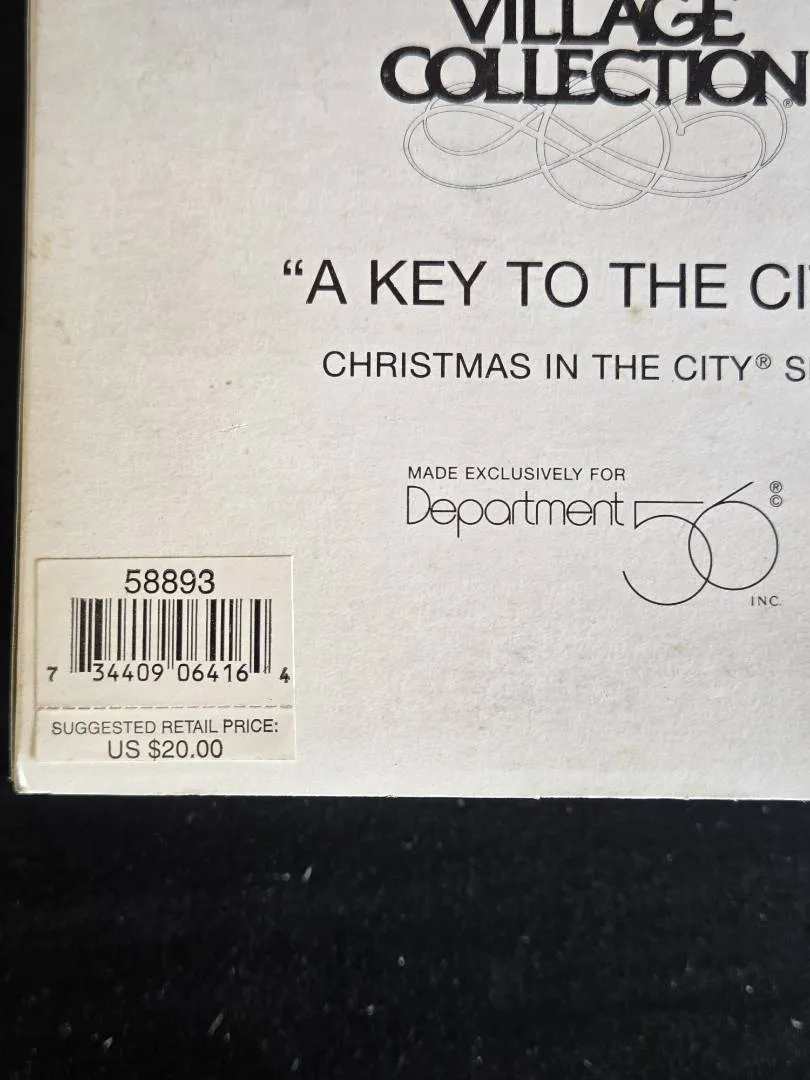 VILLAGE
COLLECTION®
"A KEY TO THE
CHRISTMAS IN THE CITY®
MADE EXCLUSIVELY FOR
Department 56 ® ©
INC.
58893
7 34409 06416 4
SUGGESTED RETAIL PRICE:
US $20.00